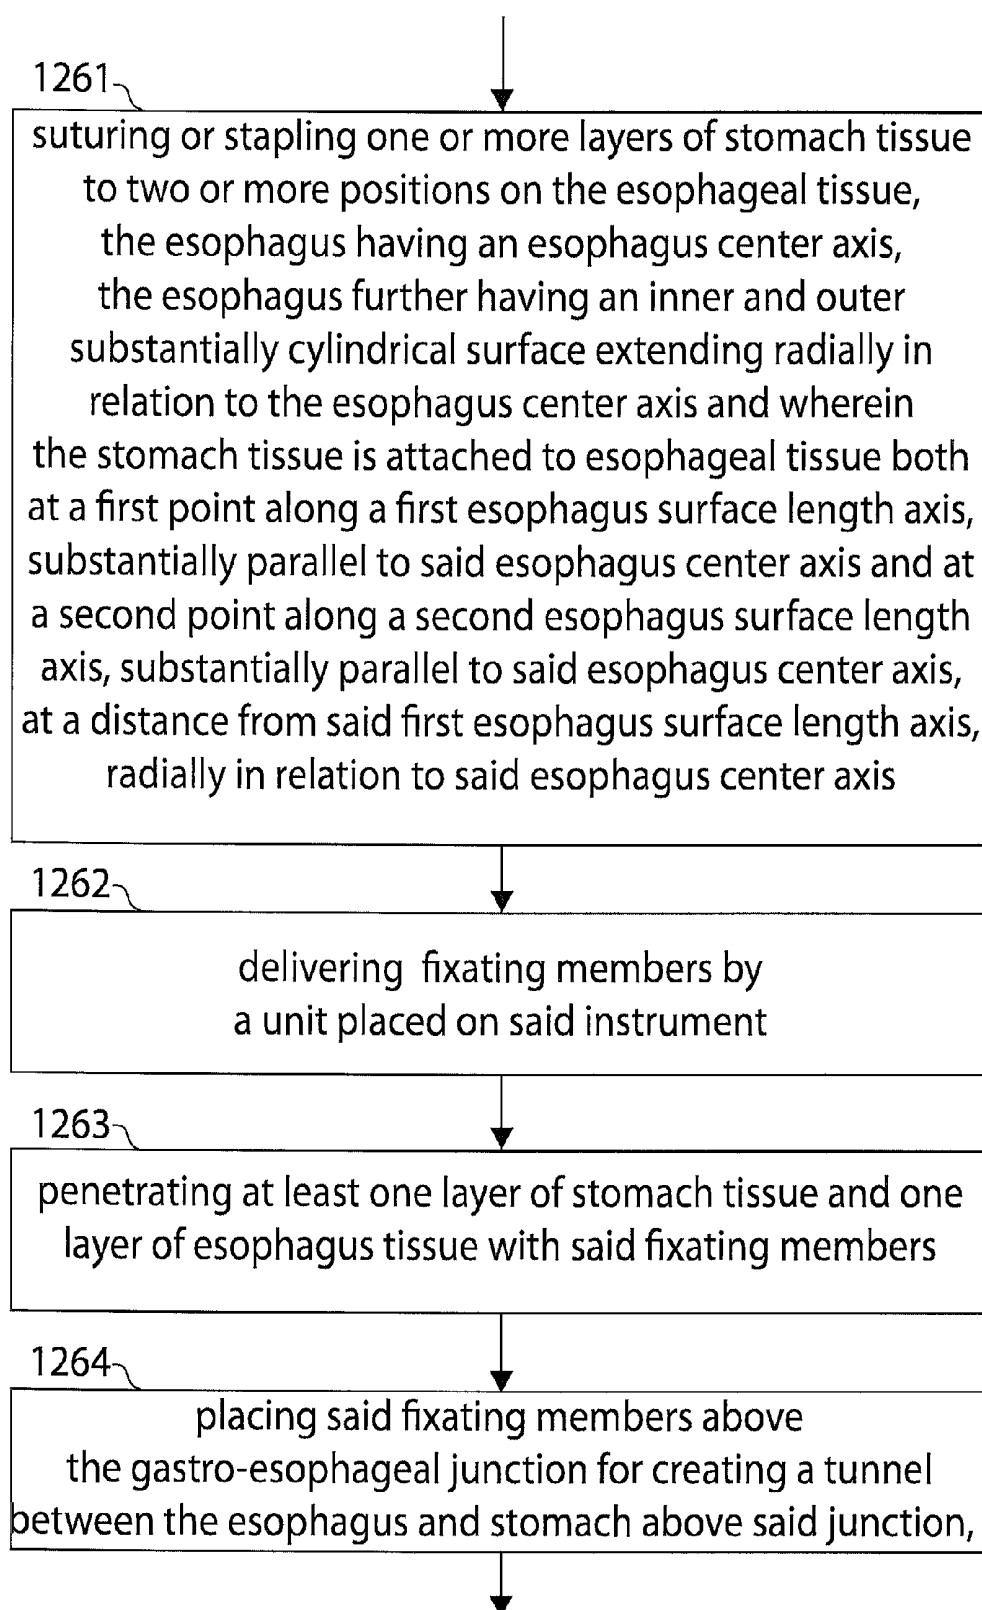 1261
suturing or stapling one or more layers of stomach tissue
to two or more positions on the esophageal tissue,
the esophagus having an esophagus center axis,
the esophagus further having an inner and outer
substantially cylindrical surface extending radially in
relation to the esophagus center axis and wherein
the stomach tissue is attached to esophageal tissue both
at a first point along a first esophagus surface length axis,
substantially parallel to said esophagus center axis and at
a second point along a second esophagus surface length
axis, substantially parallel to said esophagus center axis,
at a distance from said first esophagus surface length axis,
radially in relation to said esophagus center axis
1262
delivering fixating members by
a unit placed on said instrument
1263
penetrating at least one layer of stomach tissue and one
layer of esophagus tissue with said fixating members
1264
placing said fixating members above
the gastro-esophageal junction for creating a tunnel
between the esophagus and stomach above said junction,